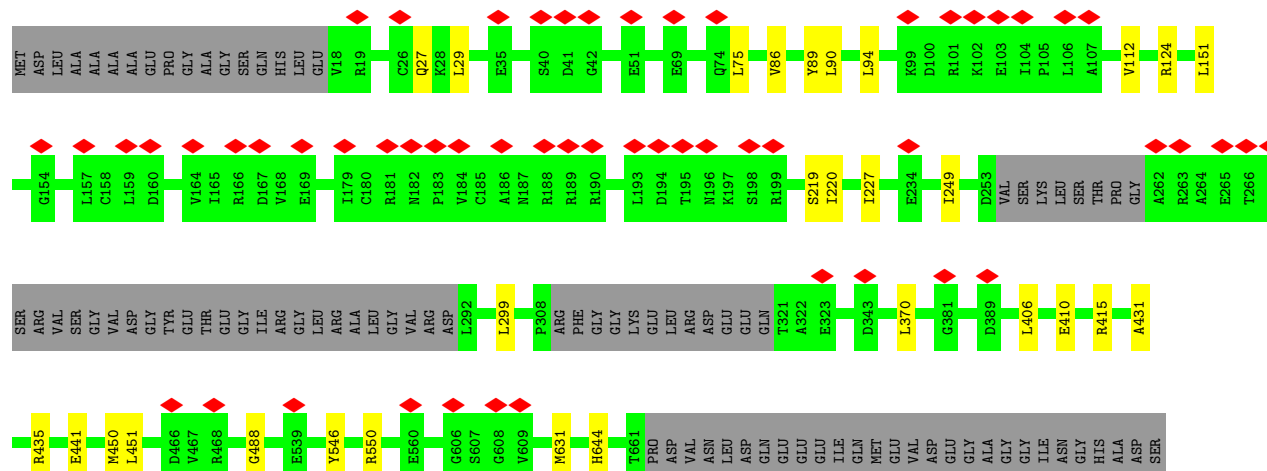 MET ASP LEU ALA ALA ALA ALA GLU PRO GLY ALA GLY SER GLN HIS LEU GLU V18 R19 C26 Q27 K28 L29 E35 S40 D41 G42 E51 E69 Q74 L75 V86 Y89 L90 L94 K99 D100 R101 K102 E103 I104 P105 L106 A107 V112 R124 L151
G154 L157 C158 L159 D160 V164 I165 R166 D167 V168 E169 I179 C180 R181 N182 P183 V184 C185 A186 N187 R188 R189 R190 L193 D194 T195 N196 K197 S198 R199 S219 I220 I227 E234 I249 D253 VAL SER LYS LEU SER THR PRO GLY A262 R263 A264 E265 T266
SER ARG VAL SER GLY VAL ASP GLY TYR GLU THR GLU GLY ILE ARG GLY LEU ARG ALA LEU GLY VAL ARG ASP L292 L299 P308 ARG PHE GLY GLY LYS GLU LEU ARG ASP GLU GLU GLN T321 A322 E323 D343 L370 G381 D389 L406 E410 R415 A431
R435 E441 M450 L451 D466 V467 R468 G488 E539 Y546 R550 E560 G606 S607 G608 V609 M631 H644 T661 PRO ASP VAL ASN LEU ASP GLN GLU GLU GLU ILE GLN MET GLU VAL ASP GLU GLY ALA GLY GLY ILE ASN GLY HIS ALA ASP SER